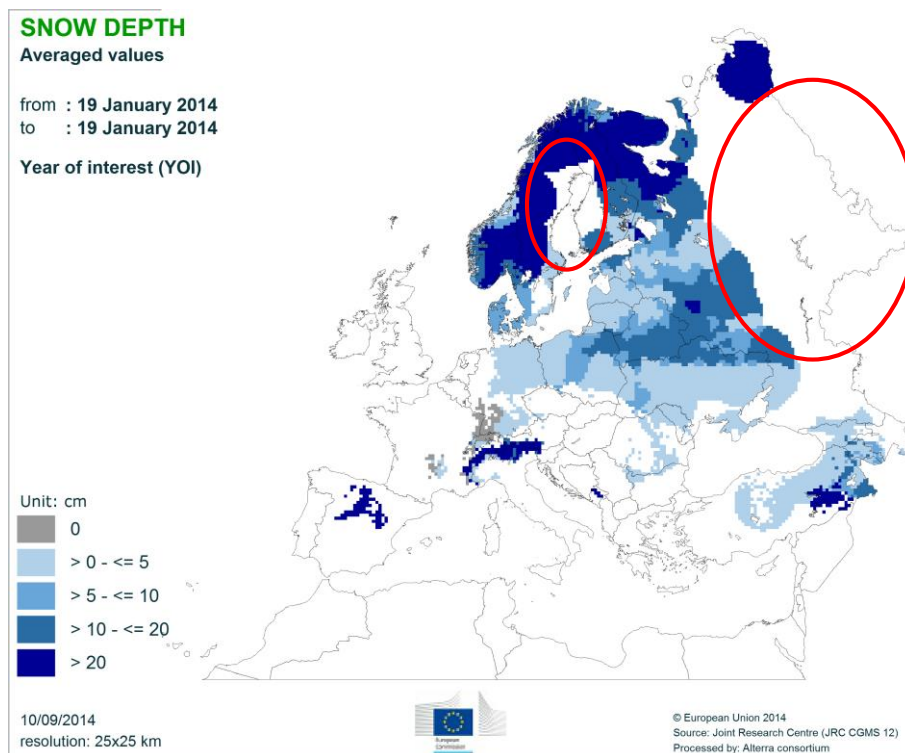 SNOW DEPTH
Averaged values
from : 19 January 2014
to : 19 January 2014
Year of interest (YOI)
Unit: cm
0
> 0 - <= 5
> 5 - <= 10
> 10 - <= 20
> 20
10/09/2014
resolution: 25x25 km
European
Commission
© European Union 2014
Source: Joint Research Centre (JRC CGMS 12)
Processed by: Alterra consortium